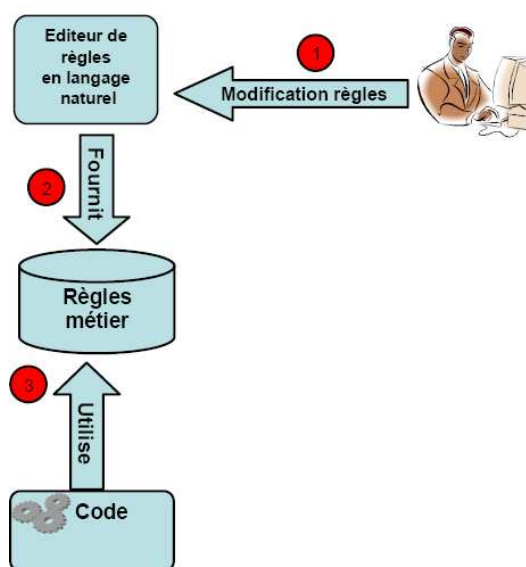 Editeur de
règles
en langage
naturel
1
Modification règles
2
Fournit
Règles
métier
3
Utilise
Code